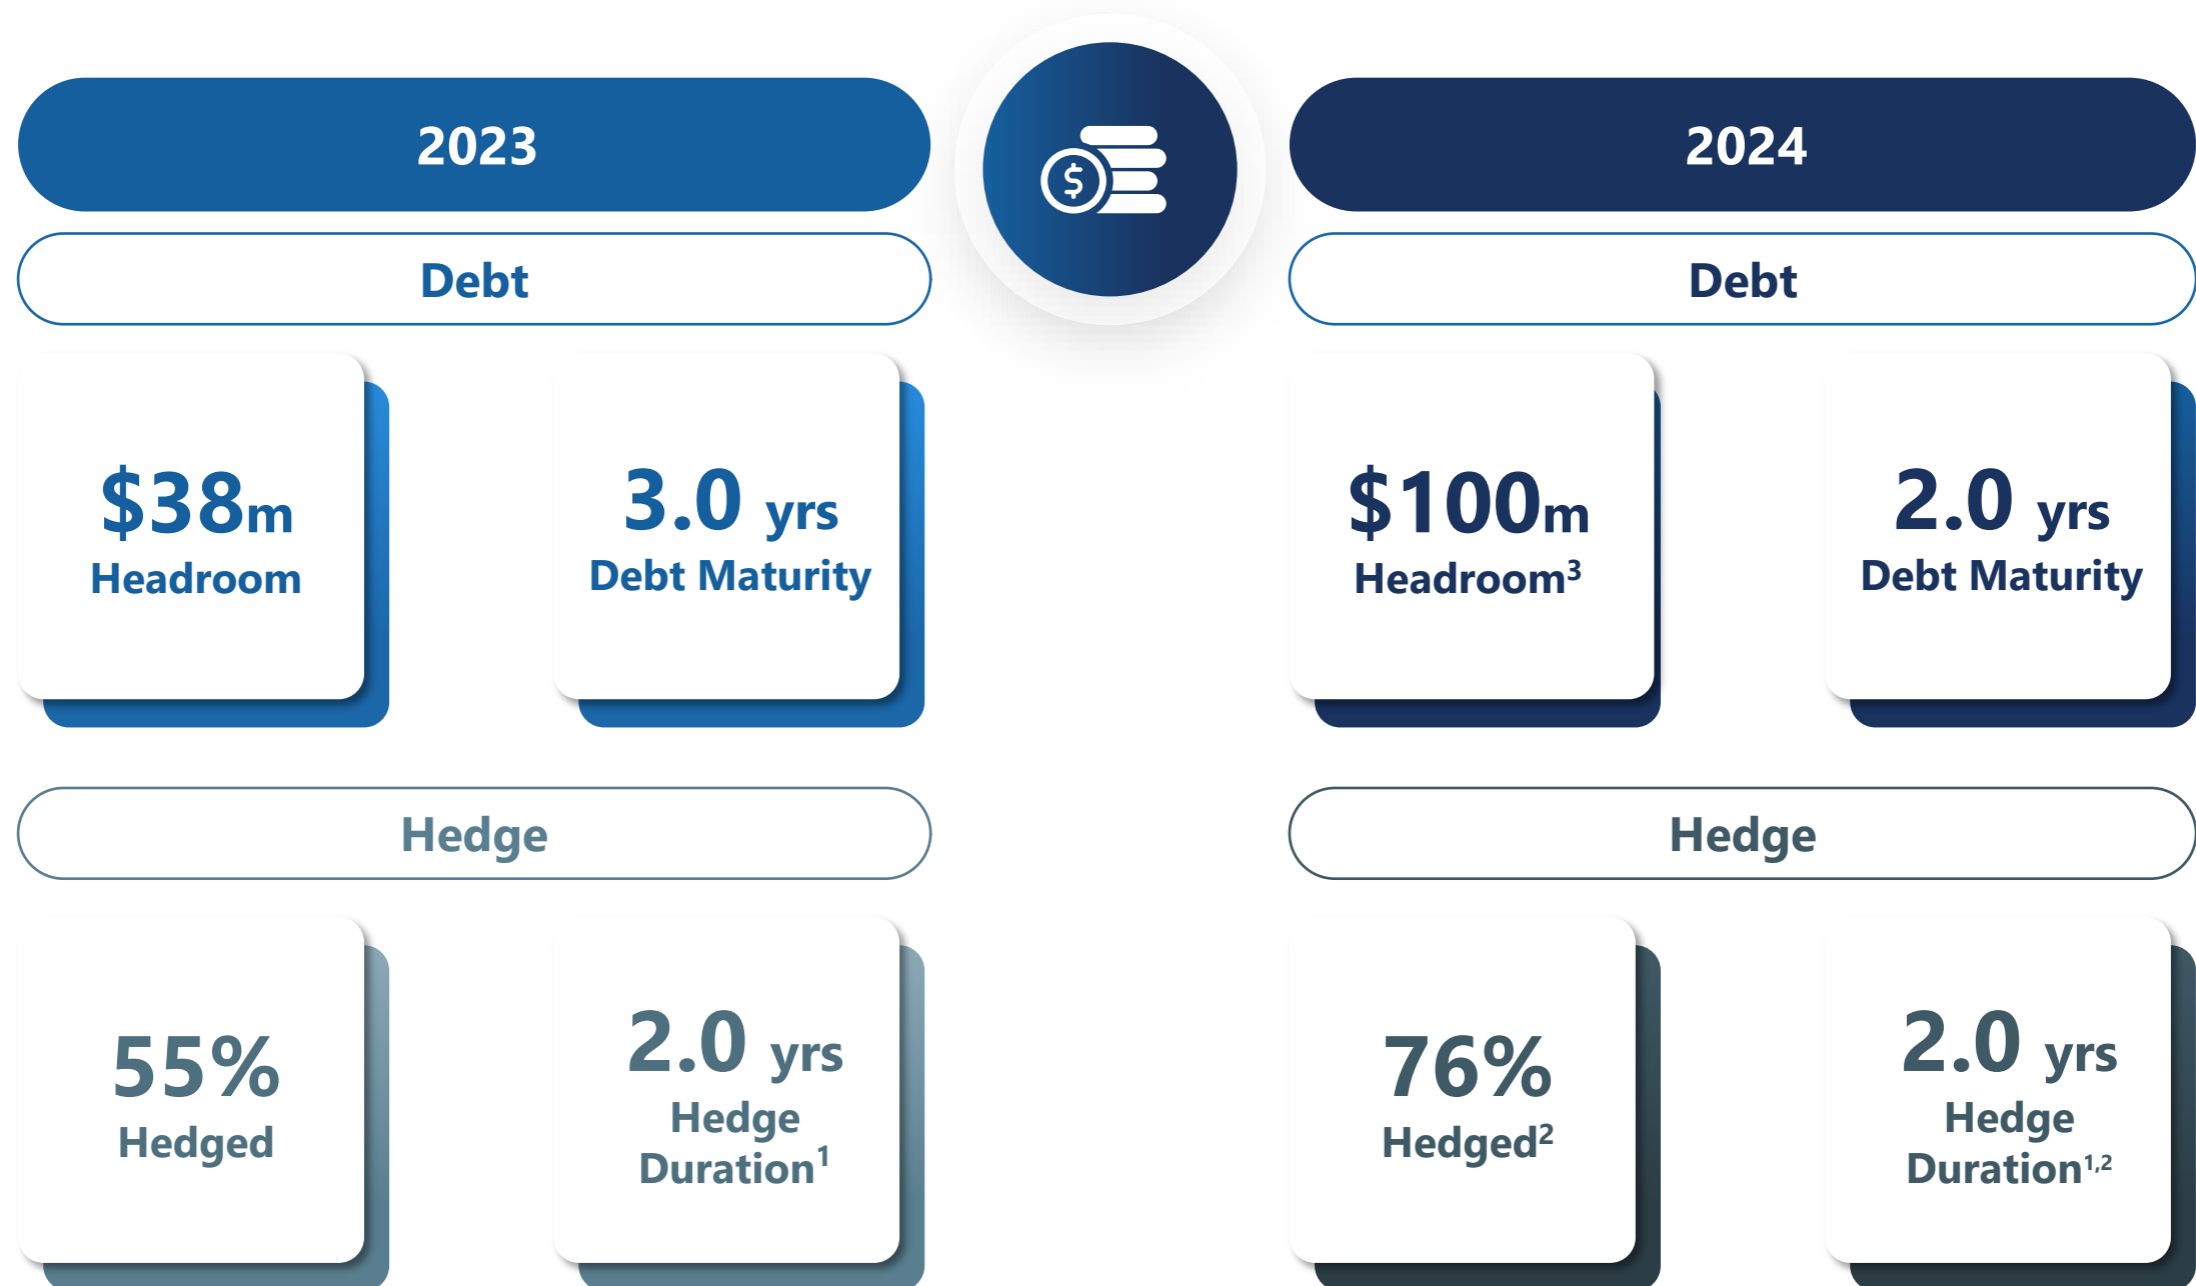 2023
Debt
$38m
Headroom
3.0 yrs
Debt Maturity
Hedge
55%
Hedged
2.0 yrs
Hedge
Duration¹
$
2024
Debt
$100m
Headroom³
2.0 yrs
Debt Maturity
Hedge
76%
Hedged²
2.0 yrs
Hedge
Duration¹,²